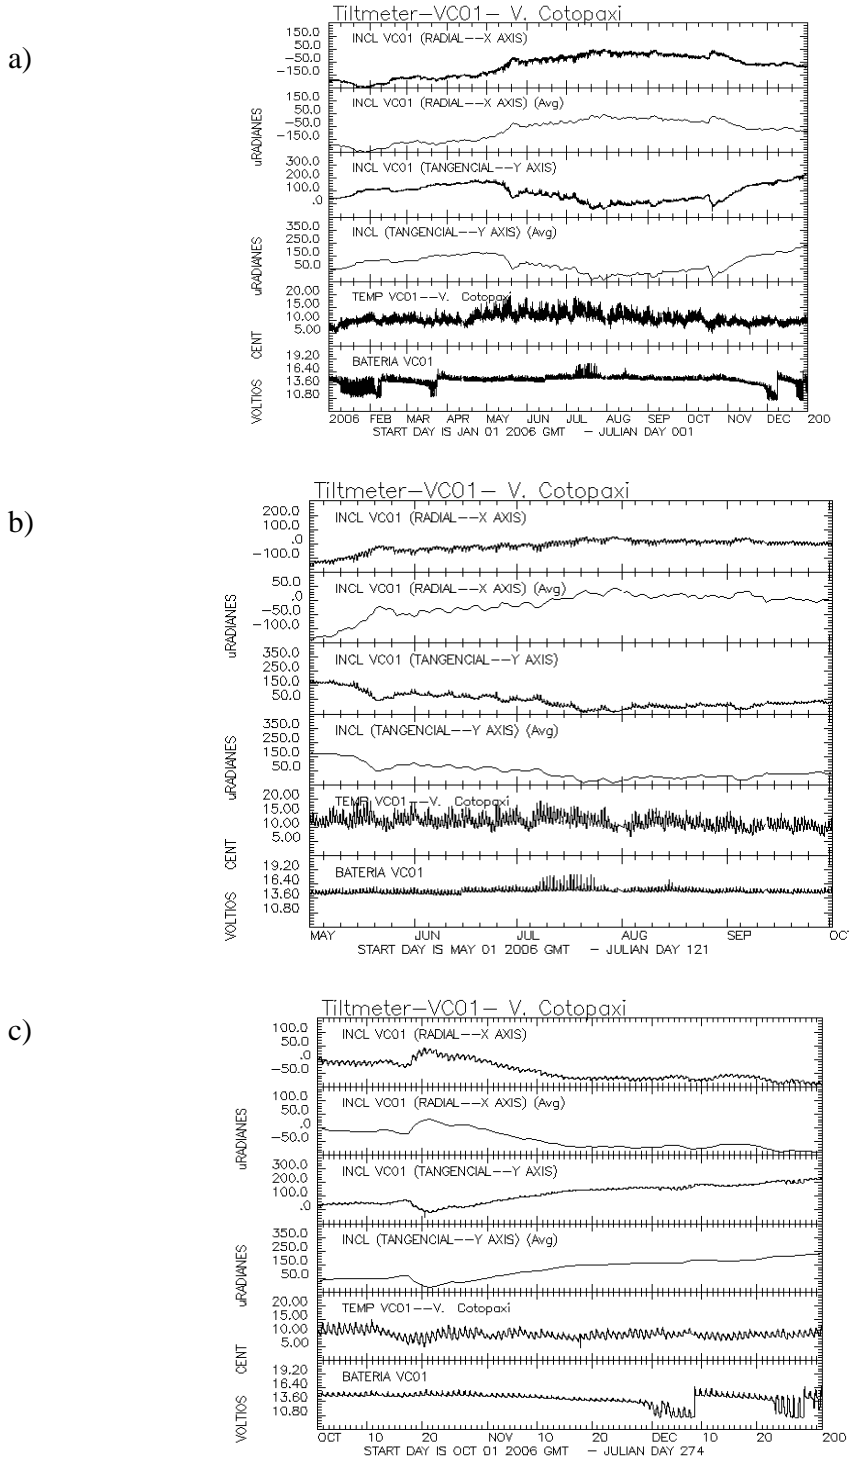 a)
Tiltmeter-VC01- V. Cotopaxi
150.0
50.0
-50.0
-150.0
INCL VC01 (RADIAL--X AXIS)
150.0
50.0
-50.0
-150.0
INCL VC01 (RADIAL--X AXIS) (Avg)
uRADIANES
300.0
200.0
100.0
.0
INCL VC01 (TANGENCIAL--Y AXIS)
350.0
250.0
150.0
50.0
INCL (TANGENCIAL--Y AXIS) (Avg)
uRADIANES
20.00
15.00
10.00
5.00
TEMP VC01--V. Cotopaxi
CENT
19.20
16.40
13.60
10.80
BATERIA VC01
VOLTIOS
2006 FEB MAR APR MAY JUN JUL AUG SEP OCT NOV DEC 200
START DAY IS JAN 01 2006 GMT - JULIAN DAY 001
b)
Tiltmeter-VC01- V. Cotopaxi
200.0
100.0
.0
-100.0
INCL VC01 (RADIAL--X AXIS)
50.0
.0
-50.0
-100.0
INCL VC01 (RADIAL--X AXIS) (Avg)
uRADIANES
350.0
250.0
150.0
50.0
INCL VC01 (TANGENCIAL--Y AXIS)
350.0
250.0
150.0
50.0
INCL (TANGENCIAL--Y AXIS) (Avg)
uRADIANES
20.00
15.00
10.00
5.00
TEMP VC01--V. Cotopaxi
CENT
19.20
16.40
13.60
10.80
BATERIA VC01
VOLTIOS
MAY JUN JUL AUG SEP OCT
START DAY IS MAY 01 2006 GMT - JULIAN DAY 121
c)
Tiltmeter-VC01- V. Cotopaxi
100.0
50.0
.0
-50.0
INCL VC01 (RADIAL--X AXIS)
100.0
50.0
.0
-50.0
INCL VC01 (RADIAL--X AXIS) (Avg)
uRADIANES
300.0
200.0
100.0
.0
INCL VC01 (TANGENCIAL--Y AXIS)
350.0
250.0
150.0
50.0
INCL (TANGENCIAL--Y AXIS) (Avg)
uRADIANES
20.00
15.00
10.00
5.00
TEMP VC01--V. Cotopaxi
CENT
19.20
16.40
13.60
10.80
BATERIA VC01
VOLTIOS
OCT 10 20 NOV 10 20 DEC 10 20 200
START DAY IS OCT 01 2006 GMT - JULIAN DAY 274